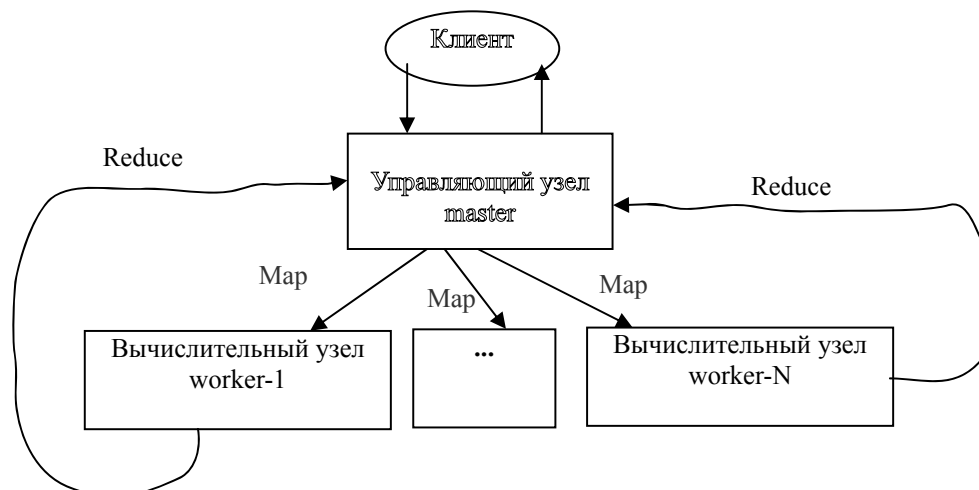 Клиент
Reduce
Управляющий узел
master
Reduce
Map
Map
Map
Вычислительный узел
worker-1
...
Вычислительный узел
worker-N